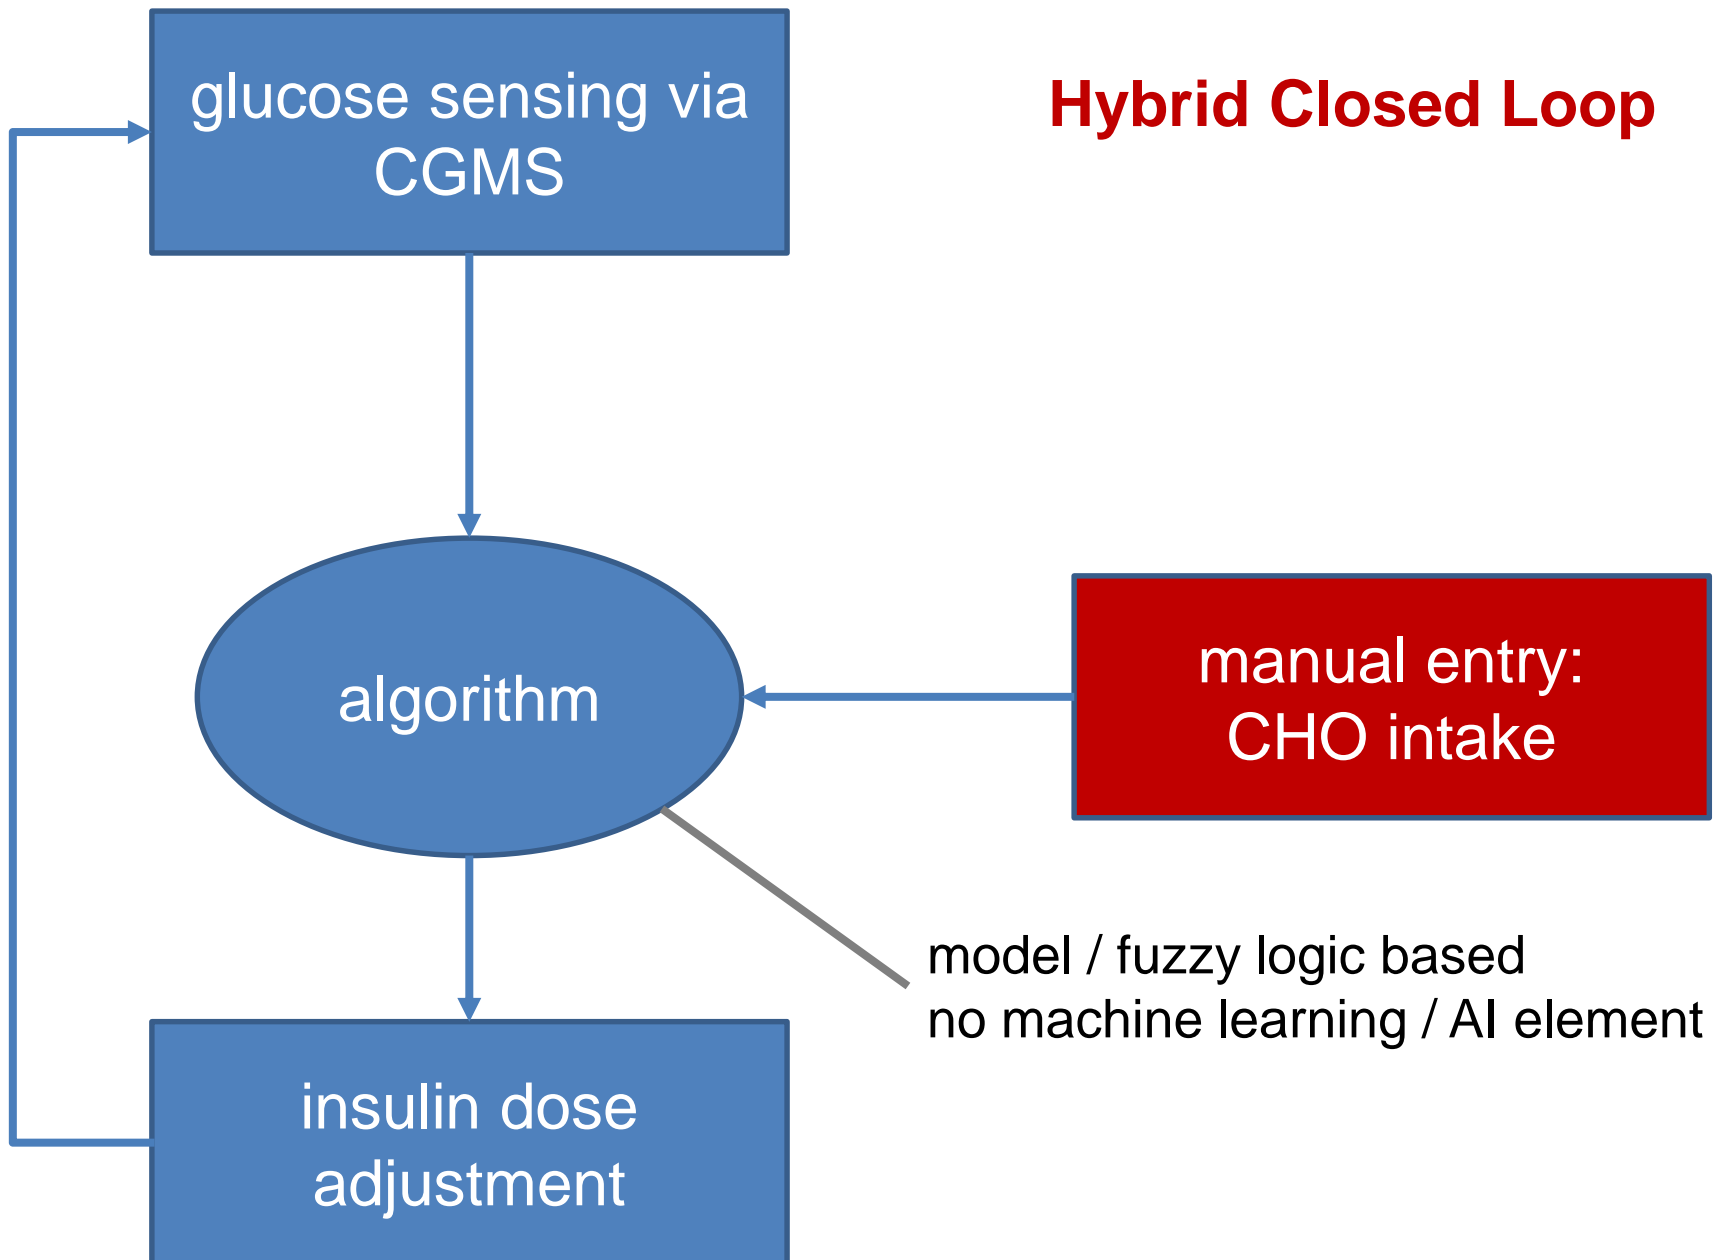 glucose sensing via
CGMS
Hybrid Closed Loop
algorithm
manual entry:
CHO intake
model / fuzzy logic based
no machine learning / AI element
insulin dose
adjustment